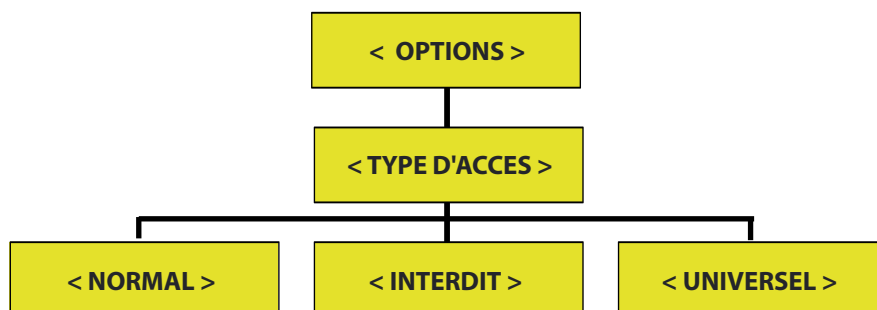 < OPTIONS >
< TYPE D'ACCES >
< NORMAL > < INTERDIT > < UNIVERSEL >